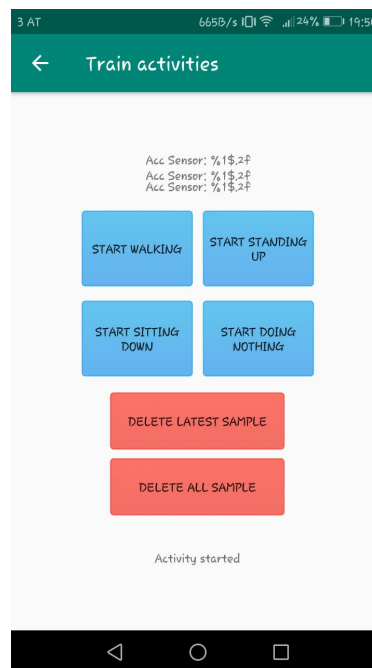 3 AT 665B/s 24% 19:50
Train activities
Acc Sensor: %1$.2f
Acc Sensor: %1$.2f
Acc Sensor: %1$.2f
START WALKING
START STANDING
UP
START SITTING
DOWN
START DOING
NOTHING
DELETE LATEST SAMPLE
DELETE ALL SAMPLE
Activity started